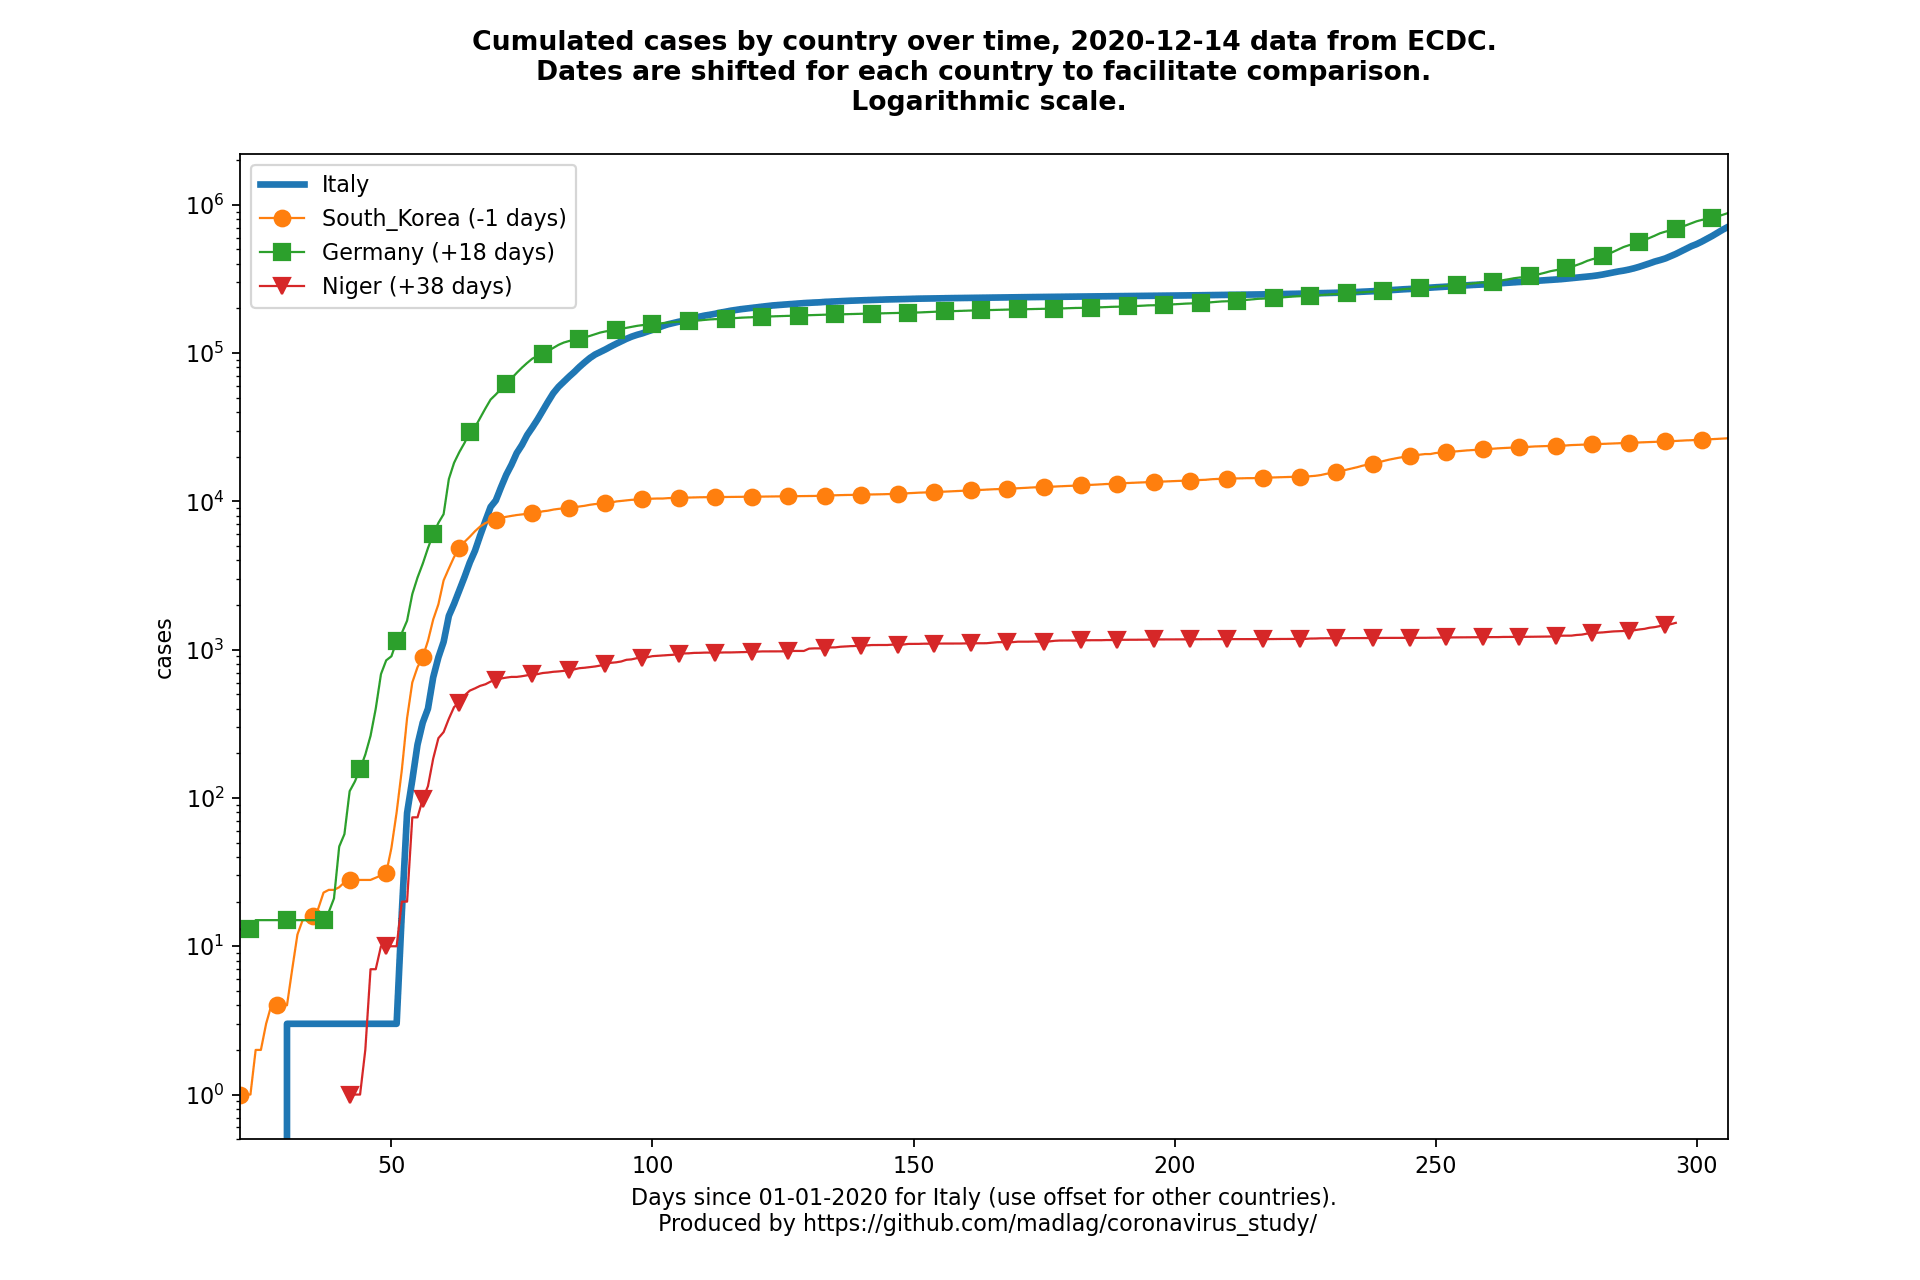 Cumulated cases by country over time, 2020-12-14 data from ECDC.
Dates are shifted for each country to facilitate comparison.
Logarithmic scale.
Italy
South_Korea (-1 days)
Germany (+18 days)
Niger (+38 days)
10^6
10^5
10^4
10^3
10^2
10^1
10^0
cases
50 100 150 200 250 300
Days since 01-01-2020 for Italy (use offset for other countries).
Produced by https://github.com/madlag/coronavirus_study/